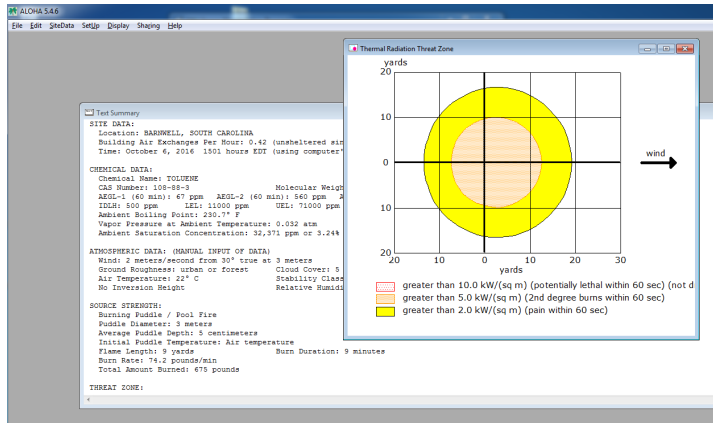 ALOHA 5.4.6
File Edit SiteData SetUp Display Sharing Help
Thermal Radiation Threat Zone
yards
20
10
0
10
20
20 10 0 10 20 30
yards
wind
greater than 10.0 kW/(sq m) (potentially lethal within 60 sec) (not d
greater than 5.0 kW/(sq m) (2nd degree burns within 60 sec)
greater than 2.0 kW/(sq m) (pain within 60 sec)
Text Summary
SITE DATA:
Location: BARNWELL, SOUTH CAROLINA
Building Air Exchanges Per Hour: 0.42 (unsheltered sin
Time: October 6, 2016 1501 hours EDT (using computer'
CHEMICAL DATA:
Chemical Name: TOLUENE
CAS Number: 108-88-3 Molecular Weigh
AEGL-1 (60 min): 67 ppm AEGL-2 (60 min): 560 ppm A
IDLH: 500 ppm LEL: 11000 ppm UEL: 71000 ppm
Ambient Boiling Point: 230.7° F
Vapor Pressure at Ambient Temperature: 0.032 atm
Ambient Saturation Concentration: 32,371 ppm or 3.24%
ATMOSPHERIC DATA: (MANUAL INPUT OF DATA)
Wind: 2 meters/second from 30° true at 3 meters
Ground Roughness: urban or forest Cloud Cover: 5
Air Temperature: 22° C Stability Class
No Inversion Height Relative Humidi
SOURCE STRENGTH:
Burning Puddle / Pool Fire
Puddle Diameter: 3 meters
Average Puddle Depth: 5 centimeters
Initial Puddle Temperature: Air temperature
Flame Length: 9 yards Burn Duration: 9 minutes
Burn Rate: 74.2 pounds/min
Total Amount Burned: 675 pounds
THREAT ZONE: